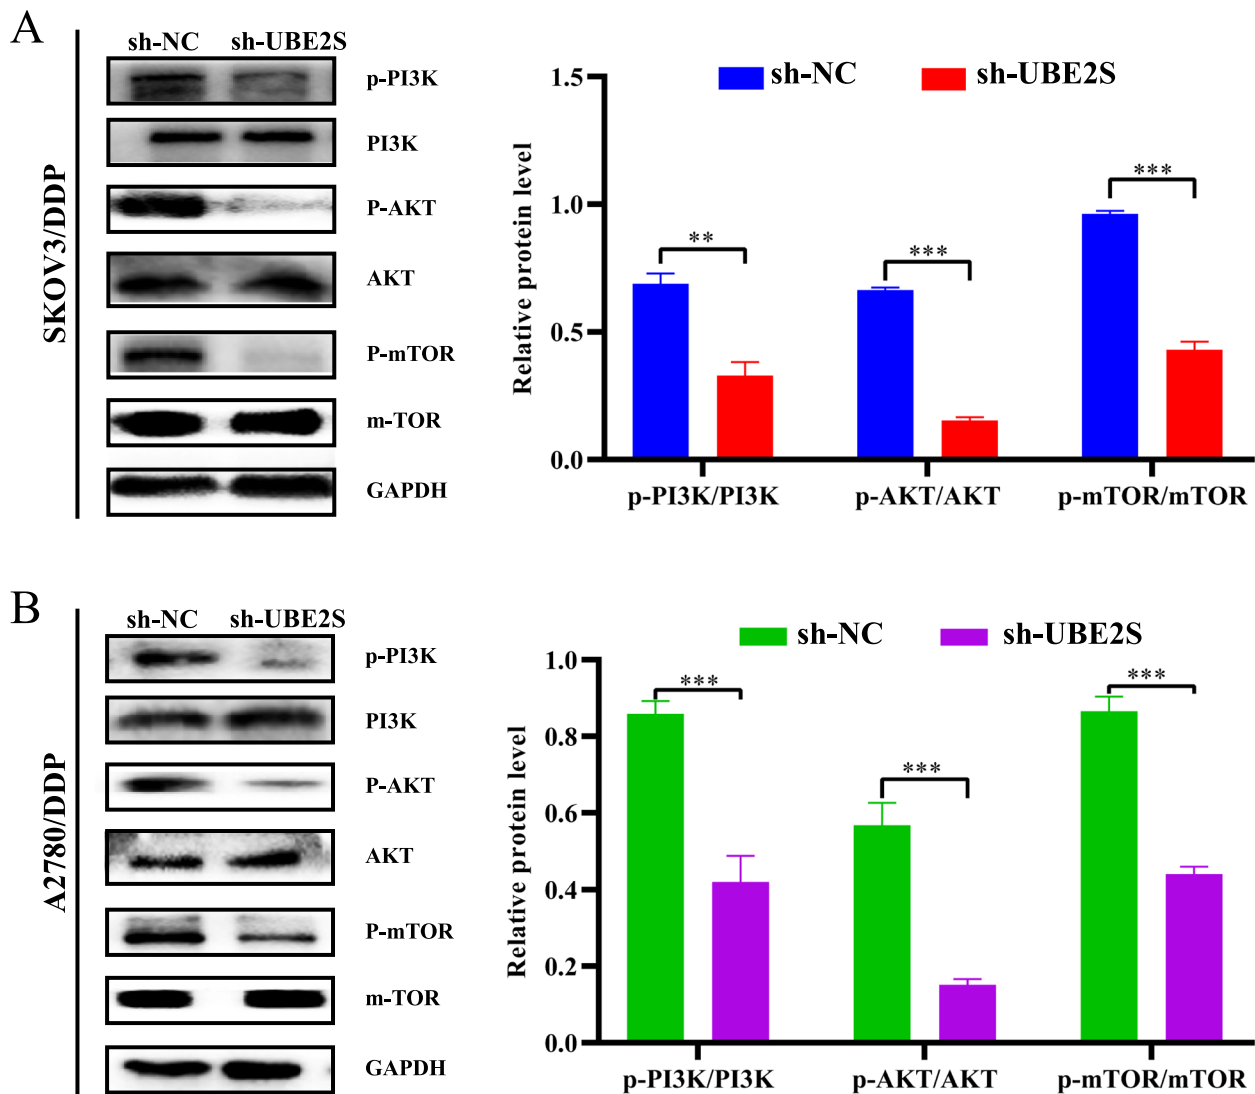 A
sh-NC sh-UBE2S
SKOV3/DDP
p-PI3K
PI3K
P-AKT
AKT
P-mTOR
m-TOR
GAPDH
sh-NC sh-UBE2S
Relative protein level
1.5
1.0
0.5
0.0
**
***
***
p-PI3K/PI3K p-AKT/AKT p-mTOR/mTOR
B
sh-NC sh-UBE2S
A2780/DDP
p-PI3K
PI3K
P-AKT
AKT
P-mTOR
m-TOR
GAPDH
sh-NC sh-UBE2S
Relative protein level
1.0
0.8
0.6
0.4
0.2
0.0
***
***
***
p-PI3K/PI3K p-AKT/AKT p-mTOR/mTOR